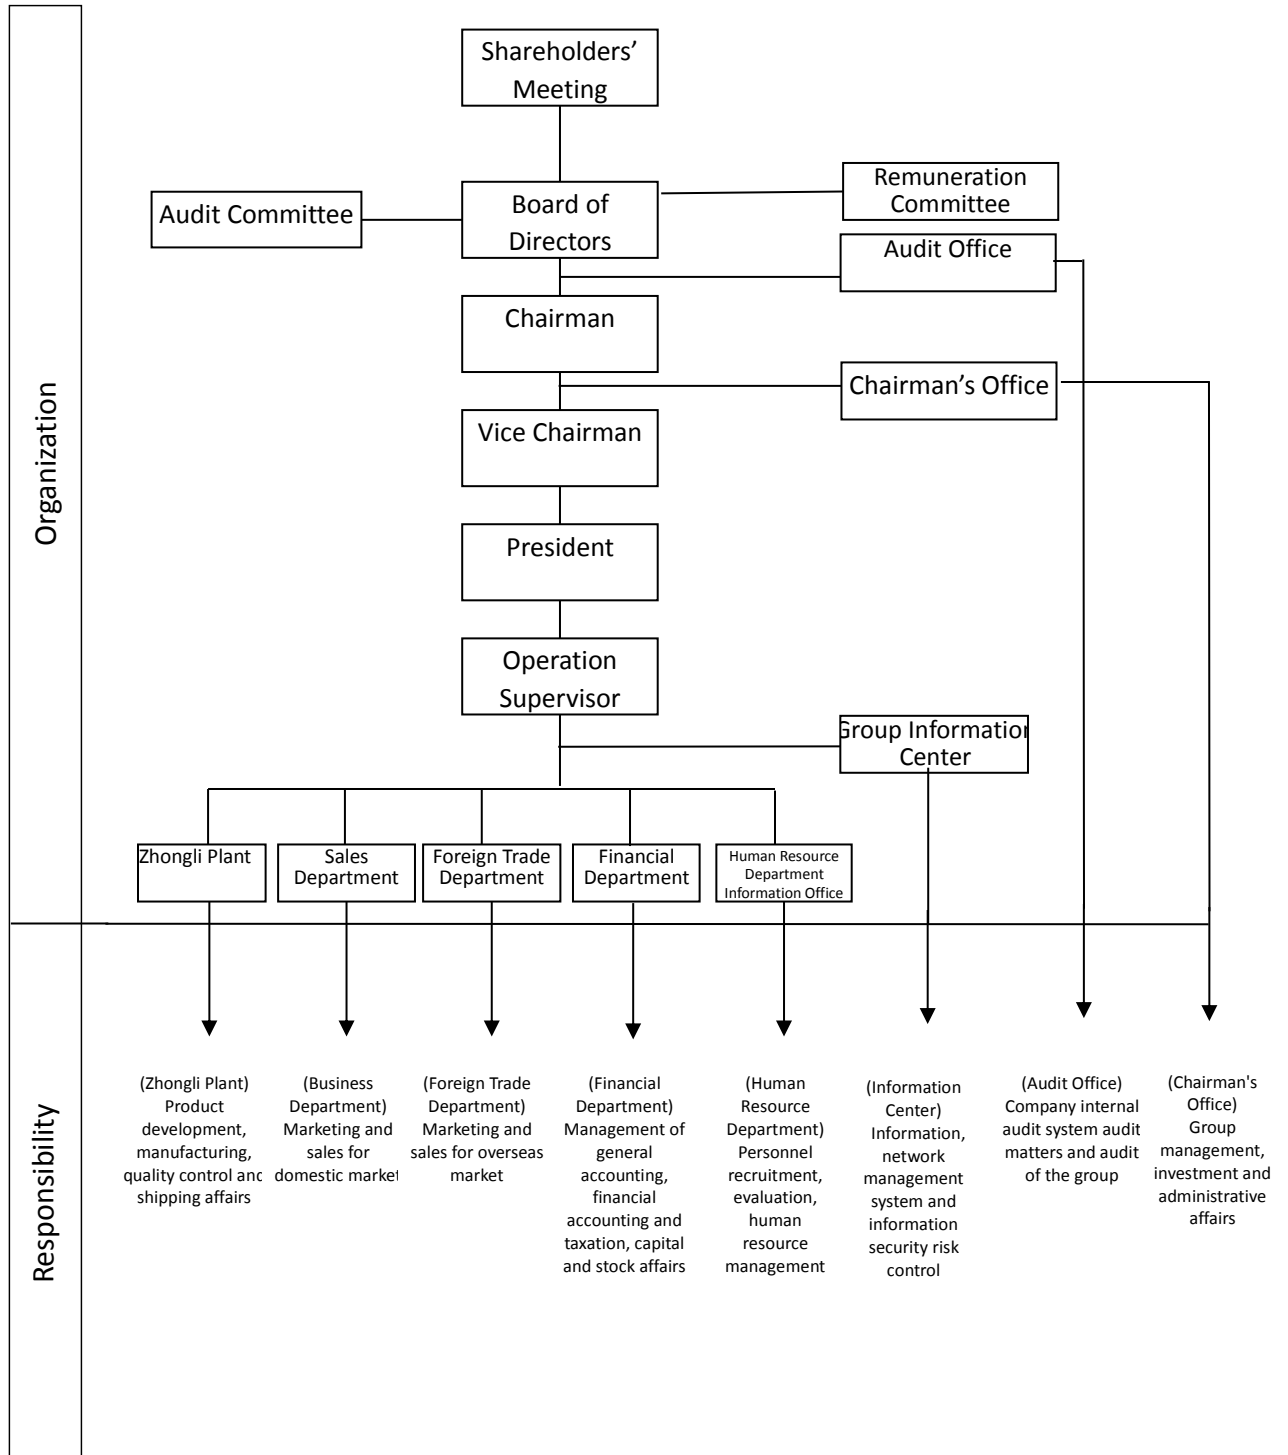 Shareholders’
Meeting
Audit Committee
Board of
Directors
Remuneration
Committee
Audit Office
Chairman
Chairman’s Office
Vice Chairman
President
Operation
Supervisor
Group Information
Center
Zhongli Plant
Sales
Department
Foreign Trade
Department
Financial
Department
Human Resource
Department
Information Office
Organization
Responsibility
(Zhongli Plant)
Product
development,
manufacturing,
quality control and
shipping affairs
(Business
Department)
Marketing and
sales for
domestic market
(Foreign Trade
Department)
Marketing and
sales for overseas
market
(Financial
Department)
Management of
general
accounting,
financial
accounting and
taxation, capital
and stock affairs
(Human
Resource
Department)
Personnel
recruitment,
evaluation,
human
resource
management
(Information
Center)
Information,
network
management
system and
information
security risk
control
(Audit Office)
Company internal
audit system audit
matters and audit
of the group
(Chairman's
Office)
Group
management,
investment and
administrative
affairs